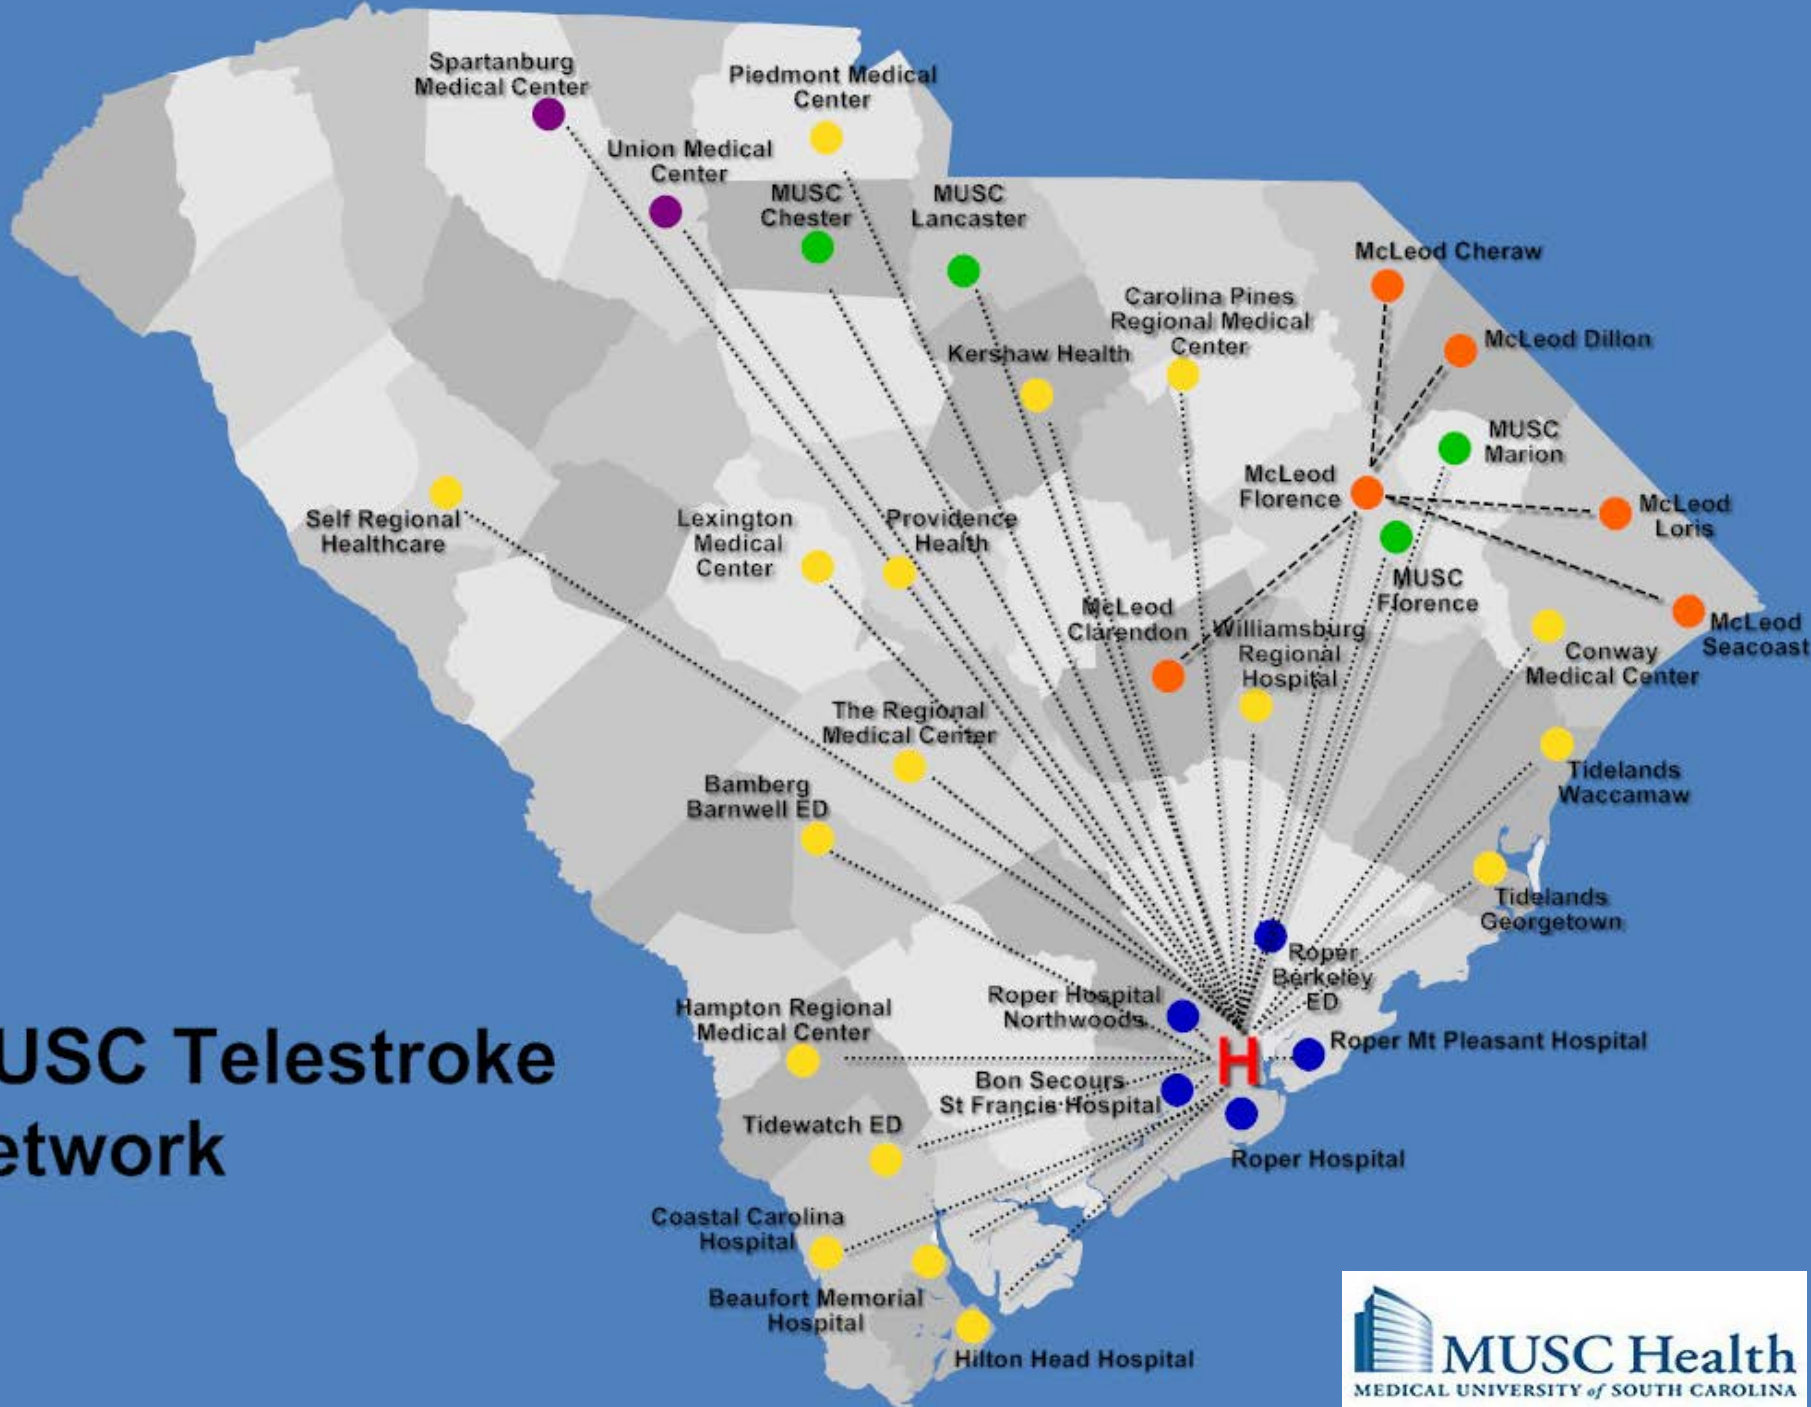 Spartanburg
Medical Center
Piedmont Medical
Center
Union Medical
Center
MUSC
Chester
MUSC
Lancaster
McLeod Cheraw
Carolina Pines
Regional Medical
Center
Kershaw Health
McLeod Dillon
MUSC
Marion
McLeod
Florence
McLeod
Loris
Self Regional
Healthcare
Lexington
Medical
Center
Providence
Health
MUSC
Florence
McLeod
Clarendon
Williamsburg
Regional
Hospital
McLeod
Seacoast
Conway
Medical Center
The Regional
Medical Center
Tidelands
Waccamaw
Bamberg
Barnwell ED
Tidelands
Georgetown
Roper
Berkeley
ED
Roper Hospital
Northwoods
Hampton Regional
Medical Center
H
Roper Mt Pleasant Hospital
USC Telestroke
etwork
Bon Secours
St Francis Hospital
Tidewatch ED
Roper Hospital
Coastal Carolina
Hospital
Beaufort Memorial
Hospital
Hilton Head Hospital
MUSC Health
MEDICAL UNIVERSITY of SOUTH CAROLINA